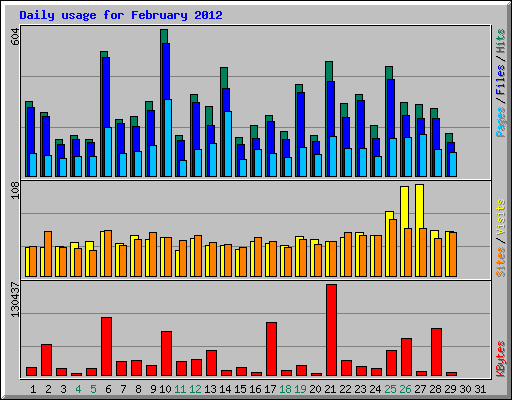 Daily usage for February 2012
604
Pages / Files / Hits
108
Sites / Visits
130437
KBytes
1 2 3 4 5 6 7 8 9 10 11 12 13 14 15 16 17 18 19 20 21 22 23 24 25 26 27 28 29 30 31